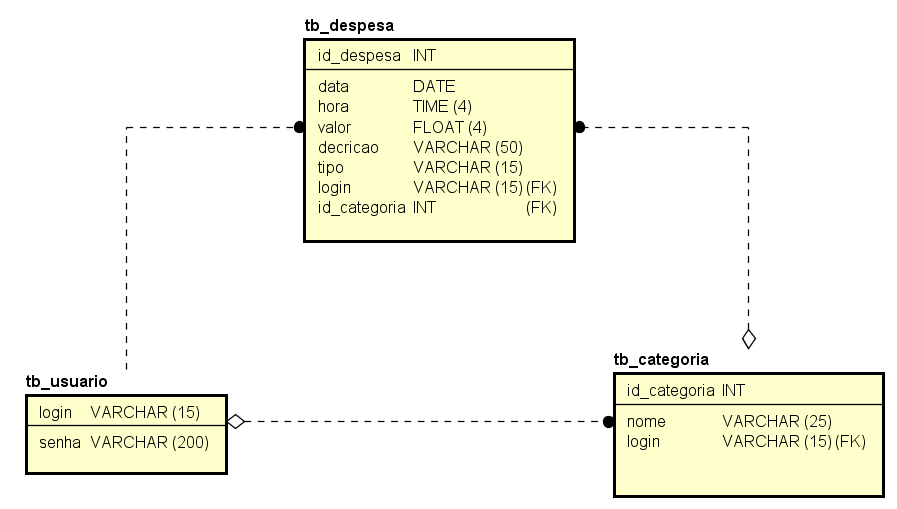 tb_despesa
id_despesa INT
data DATE
hora TIME (4)
valor FLOAT (4)
decricao VARCHAR (50)
tipo VARCHAR (15)
login VARCHAR (15) (FK)
id_categoria INT (FK)
tb_usuario
login VARCHAR (15)
senha VARCHAR (200)
tb_categoria
id_categoria INT
nome VARCHAR (25)
login VARCHAR (15) (FK)